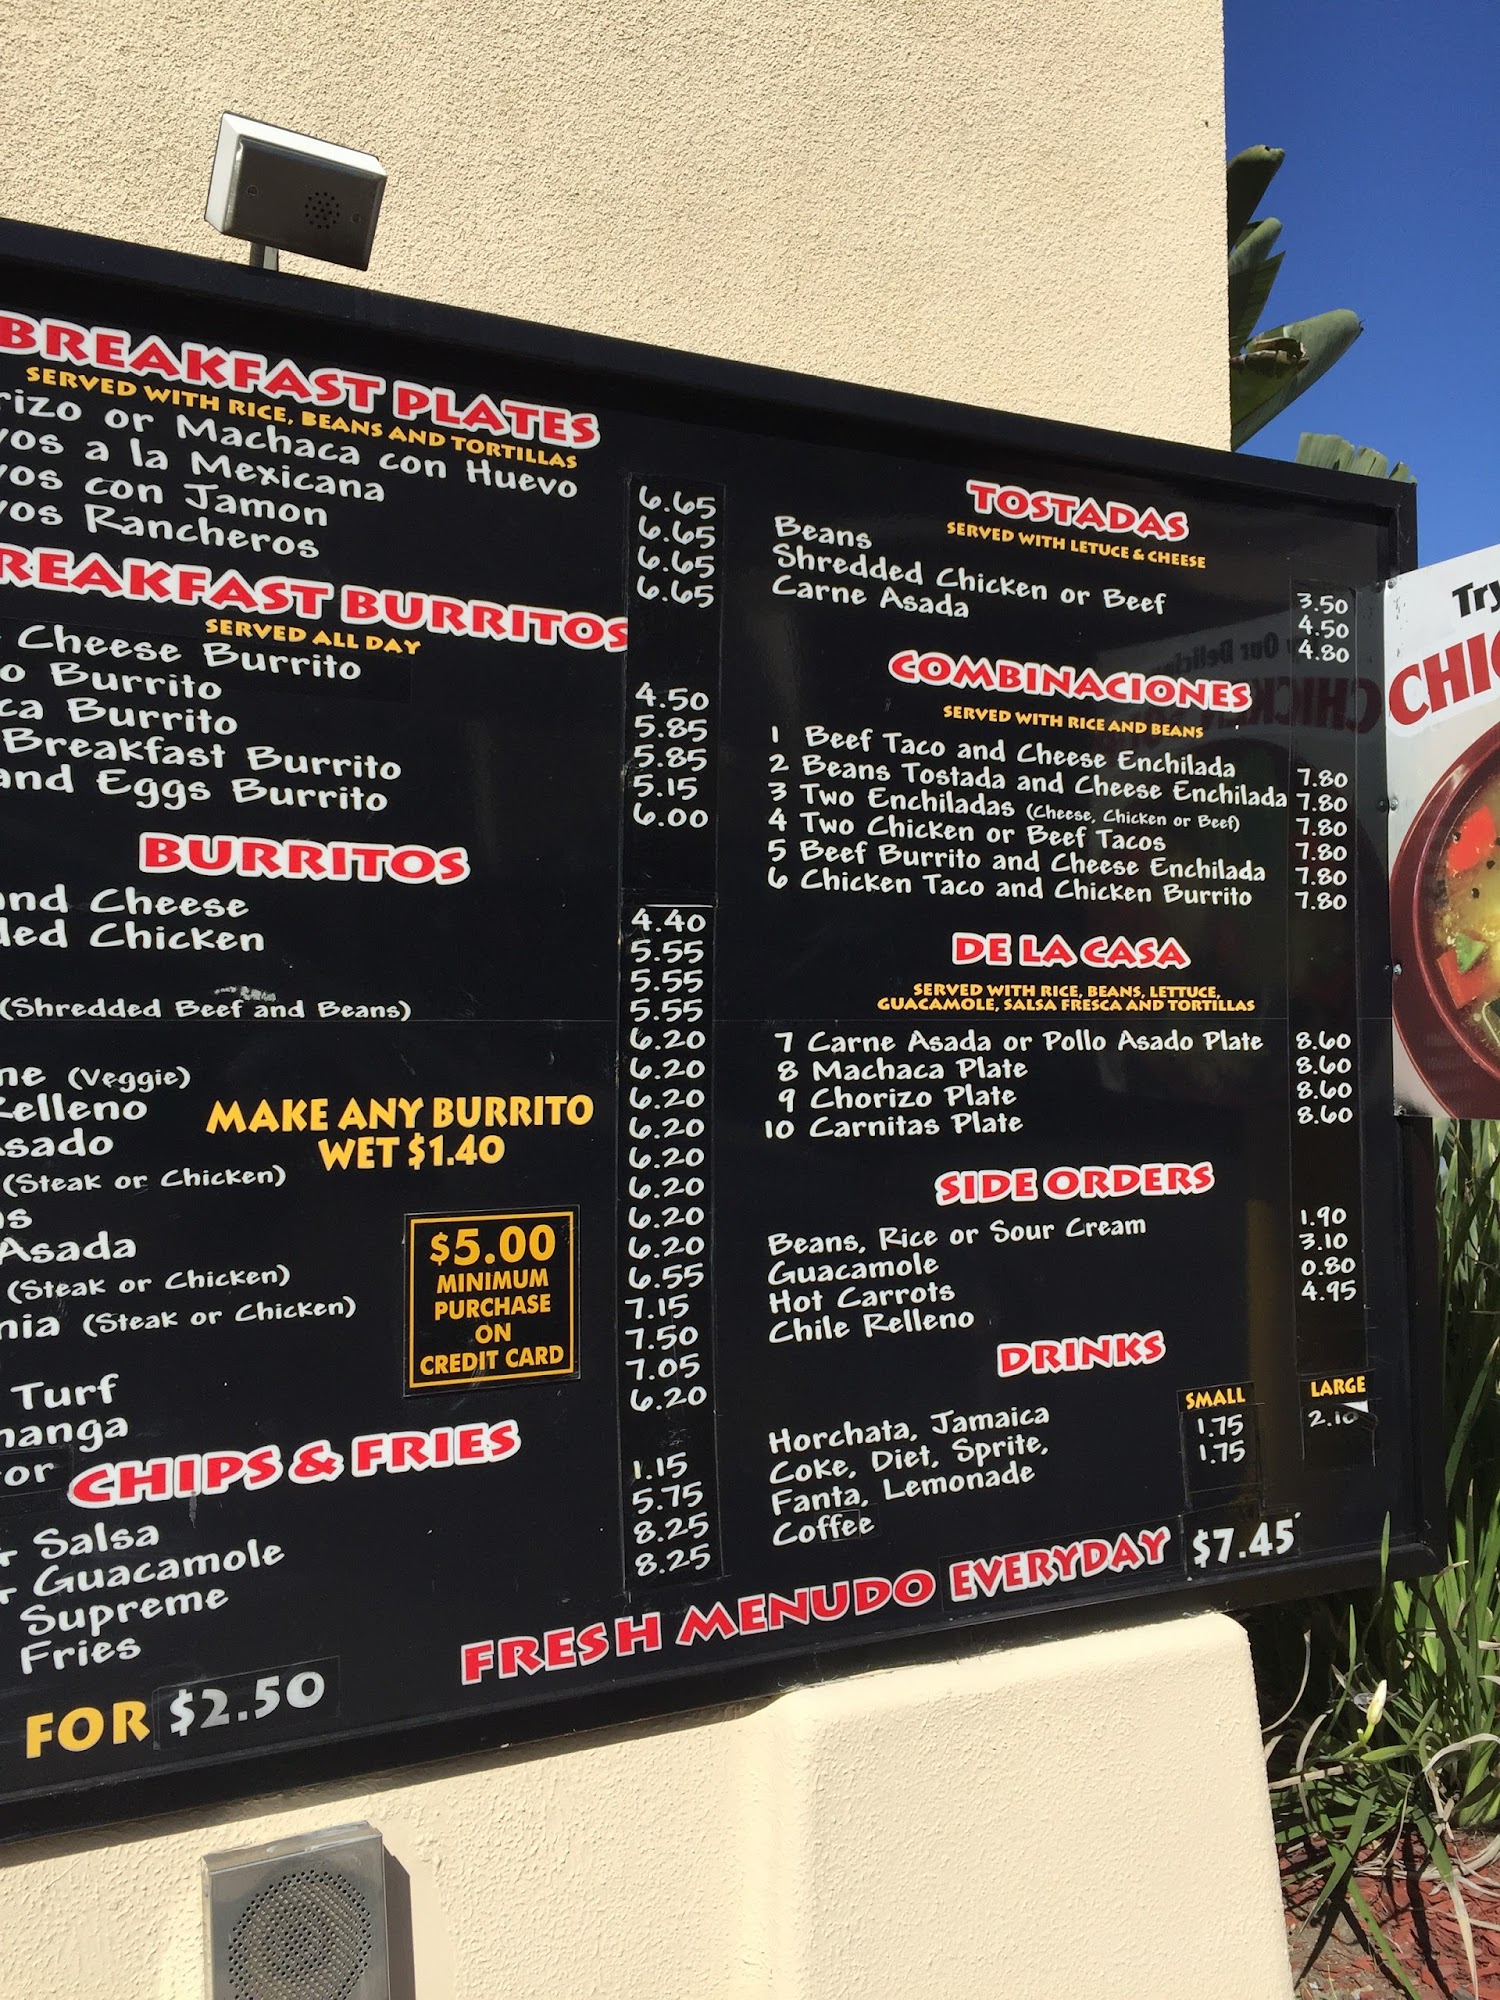 BREAKFAST PLATES
SERVED WITH RICE, BEANS AND TORTILLAS
rizo or Machaca con Huevo 6.65
vos a la Mexicana 6.65
vos con Jamon 6.65
vos Rancheros 6.65
REAKFAST BURRITOS
SERVED ALL DAY
Cheese Burrito 4.50
o Burrito 5.85
ca Burrito 5.85
Breakfast Burrito 5.15
and Eggs Burrito 6.00
BURRITOS
and Cheese 4.40
ded Chicken 5.55
5.55
(Shredded Beef and Beans) 5.55
6.20
ne (Veggie) 6.20
Relleno 6.20
Asado 6.20
(Steak or Chicken) 6.20
as 6.20
Asada 6.20
(Steak or Chicken) 6.20
nia (Steak or Chicken) 6.55
7.15
Turf 7.50
nanga 7.05
or 6.20
MAKE ANY BURRITO
WET $1.40
$5.00
MINIMUM
PURCHASE
ON
CREDIT CARD
CHIPS & FRIES
Salsa 1.15
Guacamole 5.75
Supreme 8.25
Fries 8.25
FOR $2.50
TOSTADAS
SERVED WITH LETUCE & CHEESE
Beans 3.50
Shredded Chicken or Beef 4.50
Carne Asada 4.80
COMBINACIONES
SERVED WITH RICE AND BEANS
1 Beef Taco and Cheese Enchilada 7.80
2 Beans Tostada and Cheese Enchilada 7.80
3 Two Enchiladas (Cheese, Chicken or Beef) 7.80
4 Two Chicken or Beef Tacos 7.80
5 Beef Burrito and Cheese Enchilada 7.80
6 Chicken Taco and Chicken Burrito 7.80
DE LA CASA
SERVED WITH RICE, BEANS, LETTUCE,
GUACAMOLE, SALSA FRESCA AND TORTILLAS
7 Carne Asada or Pollo Asado Plate 8.60
8 Machaca Plate 8.60
9 Chorizo Plate 8.60
10 Carnitas Plate 8.60
SIDE ORDERS
Beans, Rice or Sour Cream 1.90
Guacamole 3.10
Hot Carrots 0.80
Chile Relleno 4.95
DRINKS
SMALL LARGE
Horchata, Jamaica 1.75 2.10
Coke, Diet, Sprite, 1.75
Fanta, Lemonade
Coffee
FRESH MENUDO EVERYDAY $7.45
Try
CHIC